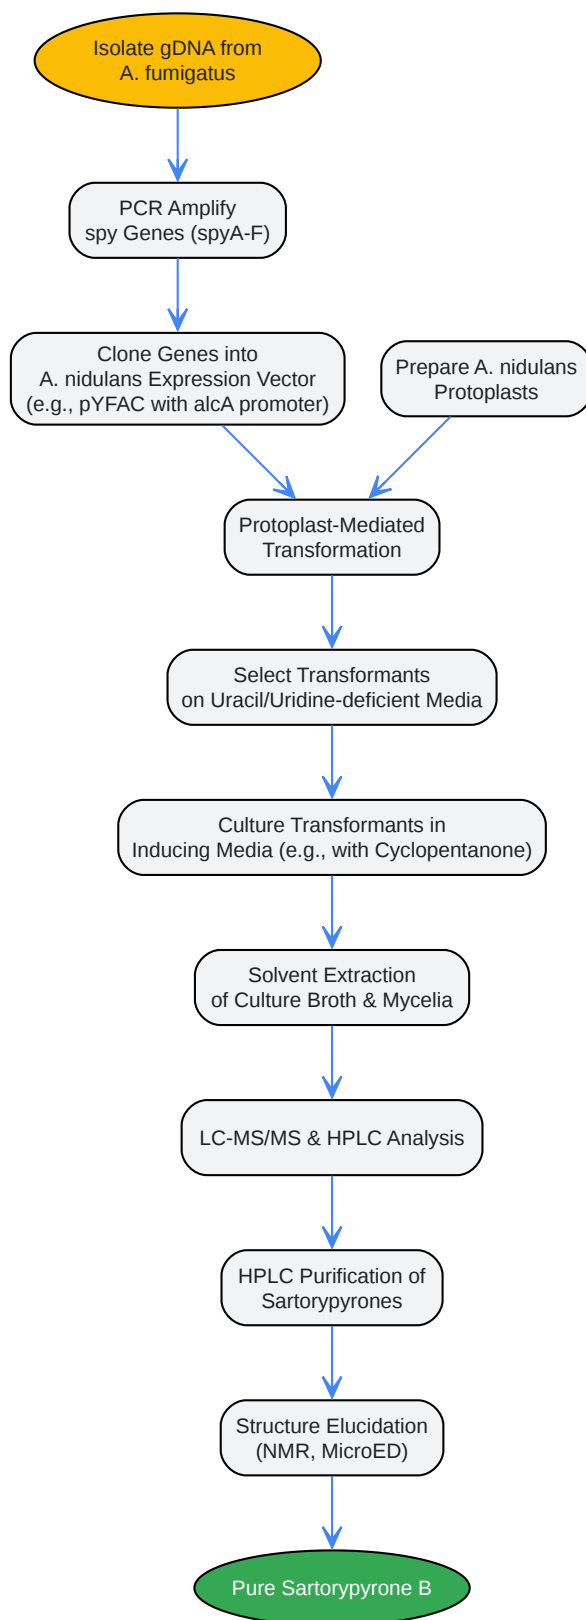 Isolate gDNA from
A. fumigatus
PCR Amplify
spy Genes (spyA-F)
Clone Genes into
A. nidulans Expression Vector
(e.g., pYFAC with alcA promoter)
Prepare A. nidulans
Protoplasts
Protoplast-Mediated
Transformation
Select Transformants
on Uracil/Uridine-deficient Media
Culture Transformants in
Inducing Media (e.g., with Cyclopentanone)
Solvent Extraction
of Culture Broth & Mycelia
LC-MS/MS & HPLC Analysis
HPLC Purification of
Sartorypyrones
Structure Elucidation
(NMR, MicroED)
Pure Sartorypyrone B